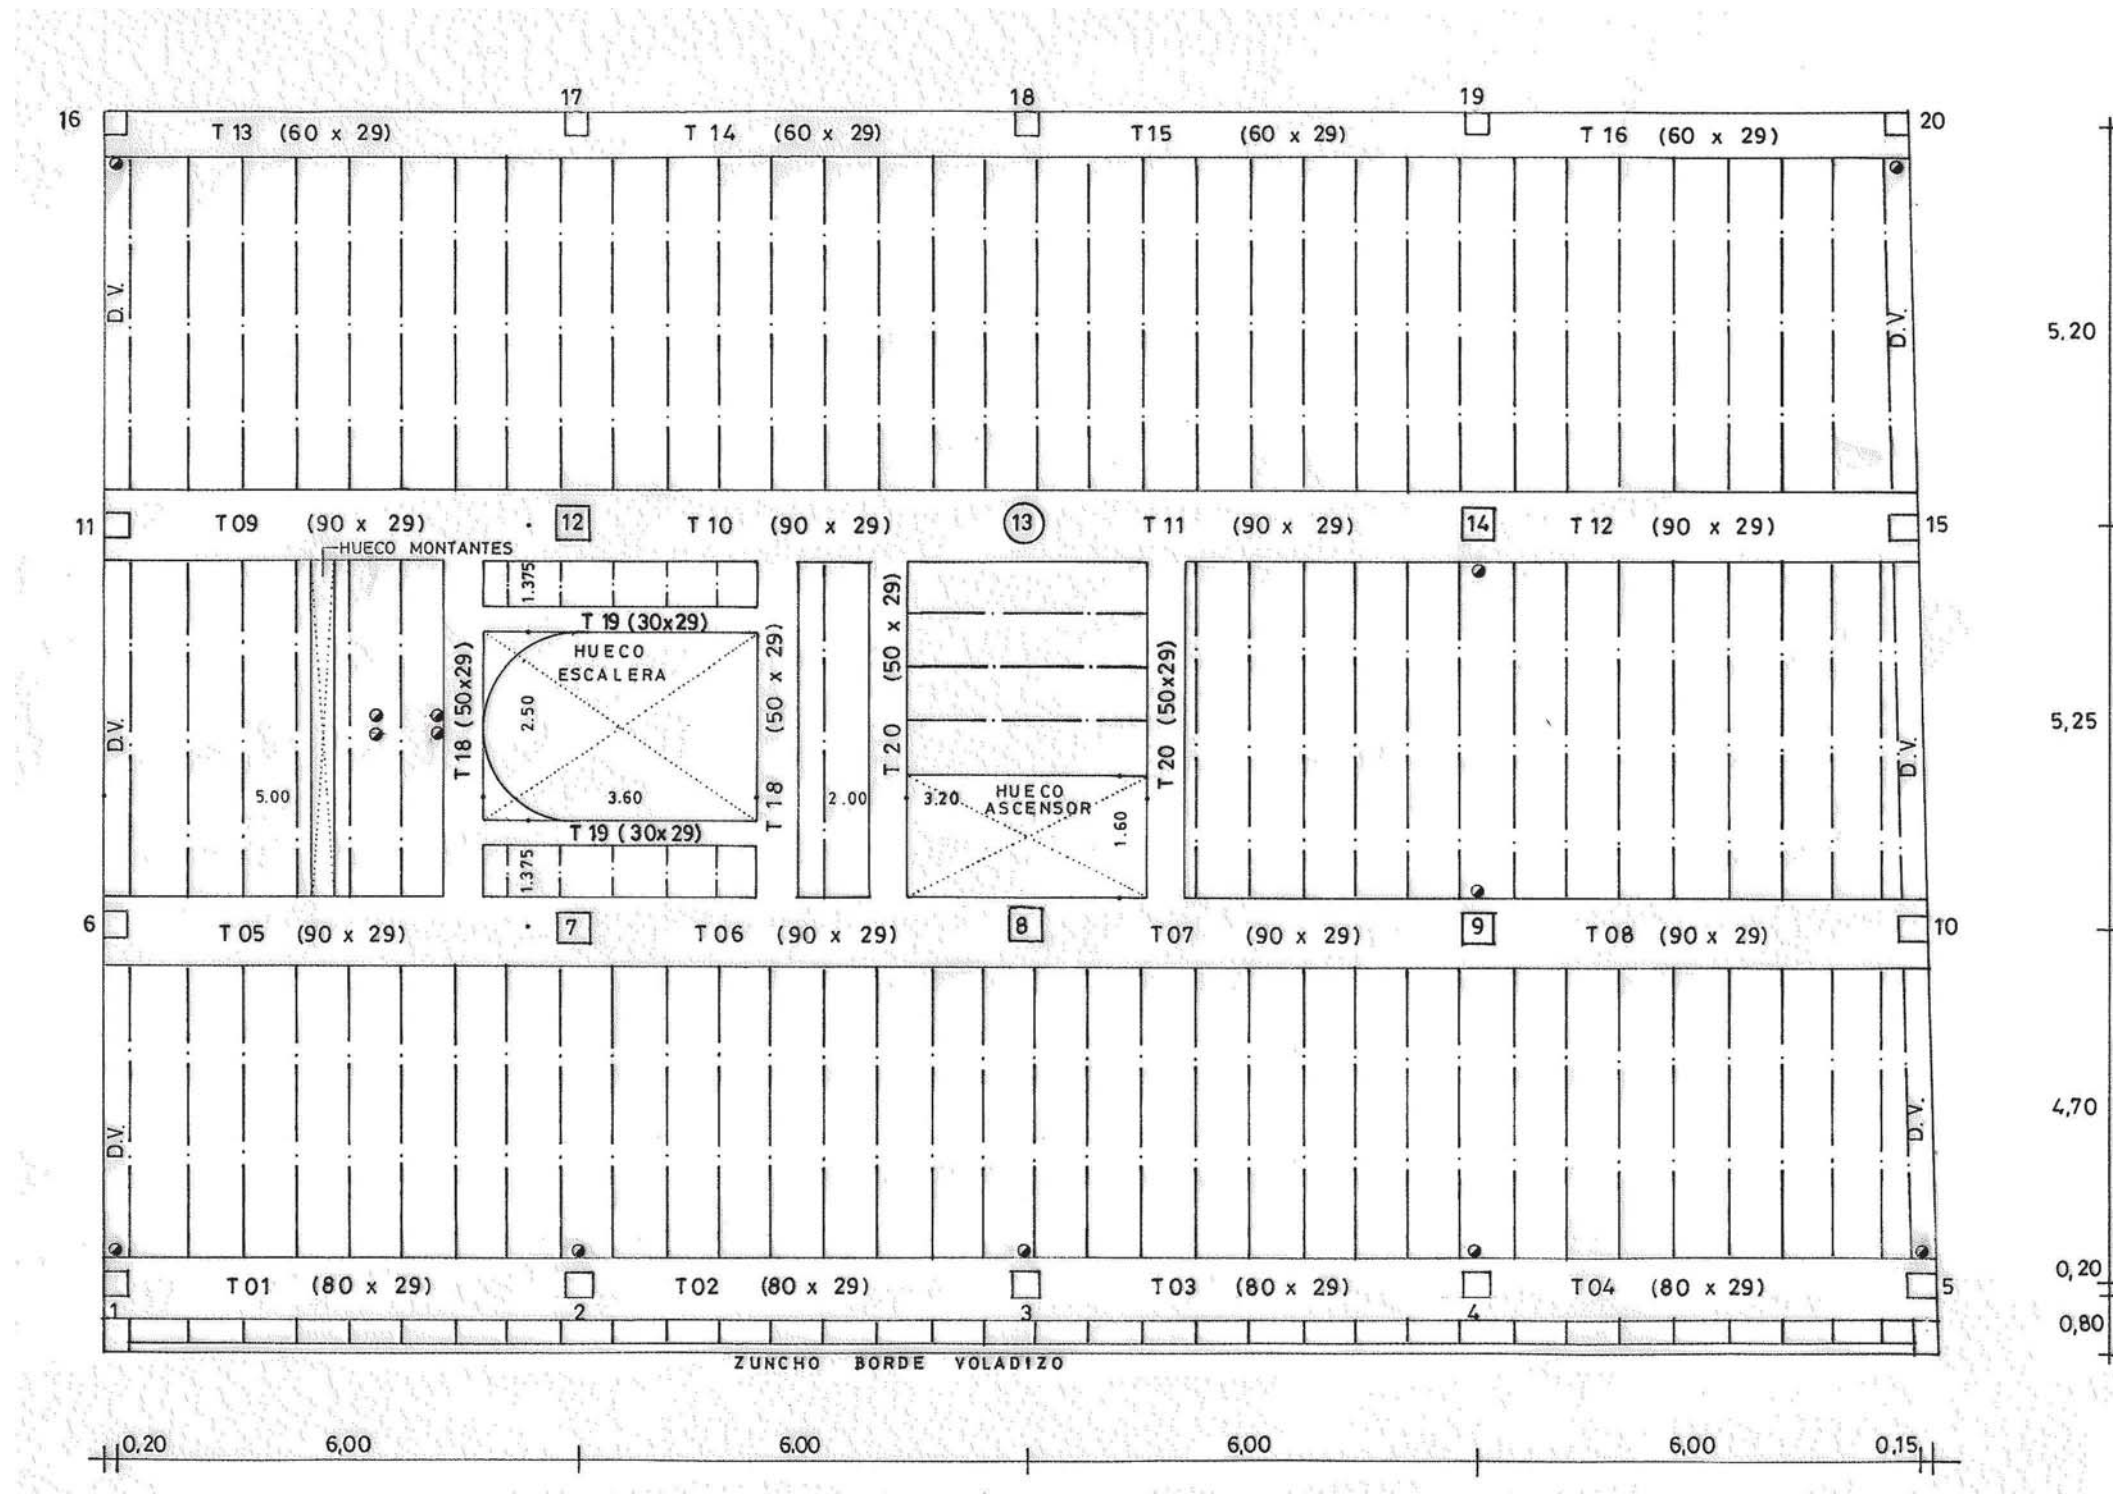 17 18 19
16 T 13 (60 x 29) T 14 (60 x 29) T15 (60 x 29) T 16 (60 x 29) 20
D.V. D.V. 5,20
11 T 09 (90 x 29) 12 T 10 (90 x 29) 13 T 11 (90 x 29) 14 T 12 (90 x 29) 15
HUECO MONTANTES
1.375
T 19 (30x29)
HUECO
ESCALERA
T 18 (50x29)
2.50
T 18 (50 x 29)
T 20 (50 x 29)
T 20 (50x29)
D.V. D.V. 5,25
5.00 3.60 2.00 3.20
HUECO
ASCENSOR
1.60
T 19 (30x29)
1.375
6 T 05 (90 x 29) 7 T 06 (90 x 29) 8 T 07 (90 x 29) 9 T 08 (90 x 29) 10
D.V. D.V. 4,70
0,20
T 01 (80 x 29) T 02 (80 x 29) T 03 (80 x 29) T 04 (80 x 29) 5
1 2 3 4
0,80
ZUNCHO BORDE VOLADIZO
0,20 6,00 6,00 6,00 6,00 0,15